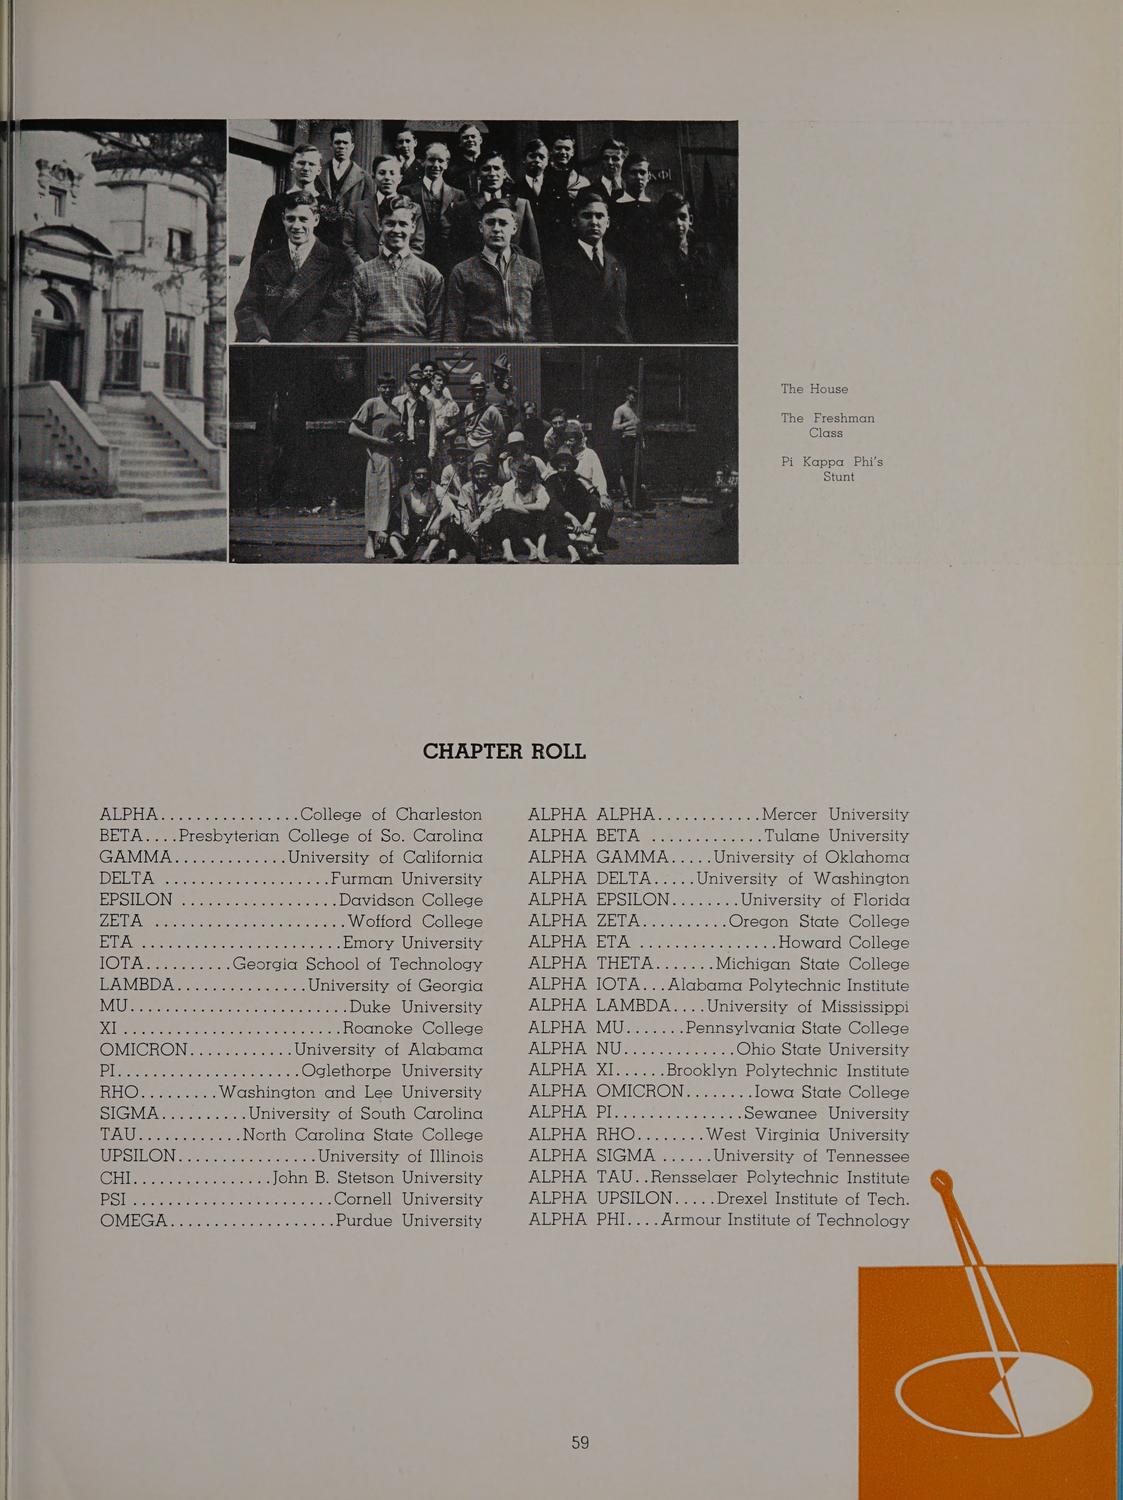 The House
The Freshman
Class
Pi Kappa Phi's
Stunt
CHAPTER ROLL
ALPHA................College of Charleston
BETA....Presbyterian College of So. Carolina
GAMMA.............University of California
DELTA ...................Furman University
EPSILON ..................Davidson College
ZETA ......................Wofford College
ETA .......................Emory University
IOTA..........Georgia School of Technology
LAMBDA...............University of Georgia
MU.........................Duke University
XI.........................Roanoke College
OMICRON............University of Alabama
PI.....................Oglethorpe University
RHO.........Washington and Lee University
SIGMA..........University of South Carolina
TAU............North Carolina State College
UPSILON................University of Illinois
CHI................John B. Stetson University
PSI .......................Cornell University
OMEGA...................Purdue University
ALPHA ALPHA............Mercer University
ALPHA BETA .............Tulane University
ALPHA GAMMA.....University of Oklahoma
ALPHA DELTA.....University of Washington
ALPHA EPSILON........University of Florida
ALPHA ZETA..........Oregon State College
ALPHA ETA ................Howard College
ALPHA THETA.......Michigan State College
ALPHA IOTA...Alabama Polytechnic Institute
ALPHA LAMBDA....University of Mississippi
ALPHA MU.......Pennsylvania State College
ALPHA NU.............Ohio State University
ALPHA XI......Brooklyn Polytechnic Institute
ALPHA OMICRON........Iowa State College
ALPHA PI...............Sewanee University
ALPHA RHO........West Virginia University
ALPHA SIGMA ......University of Tennessee
ALPHA TAU..Rensselaer Polytechnic Institute
ALPHA UPSILON.....Drexel Institute of Tech.
ALPHA PHI....Armour Institute of Technology
59